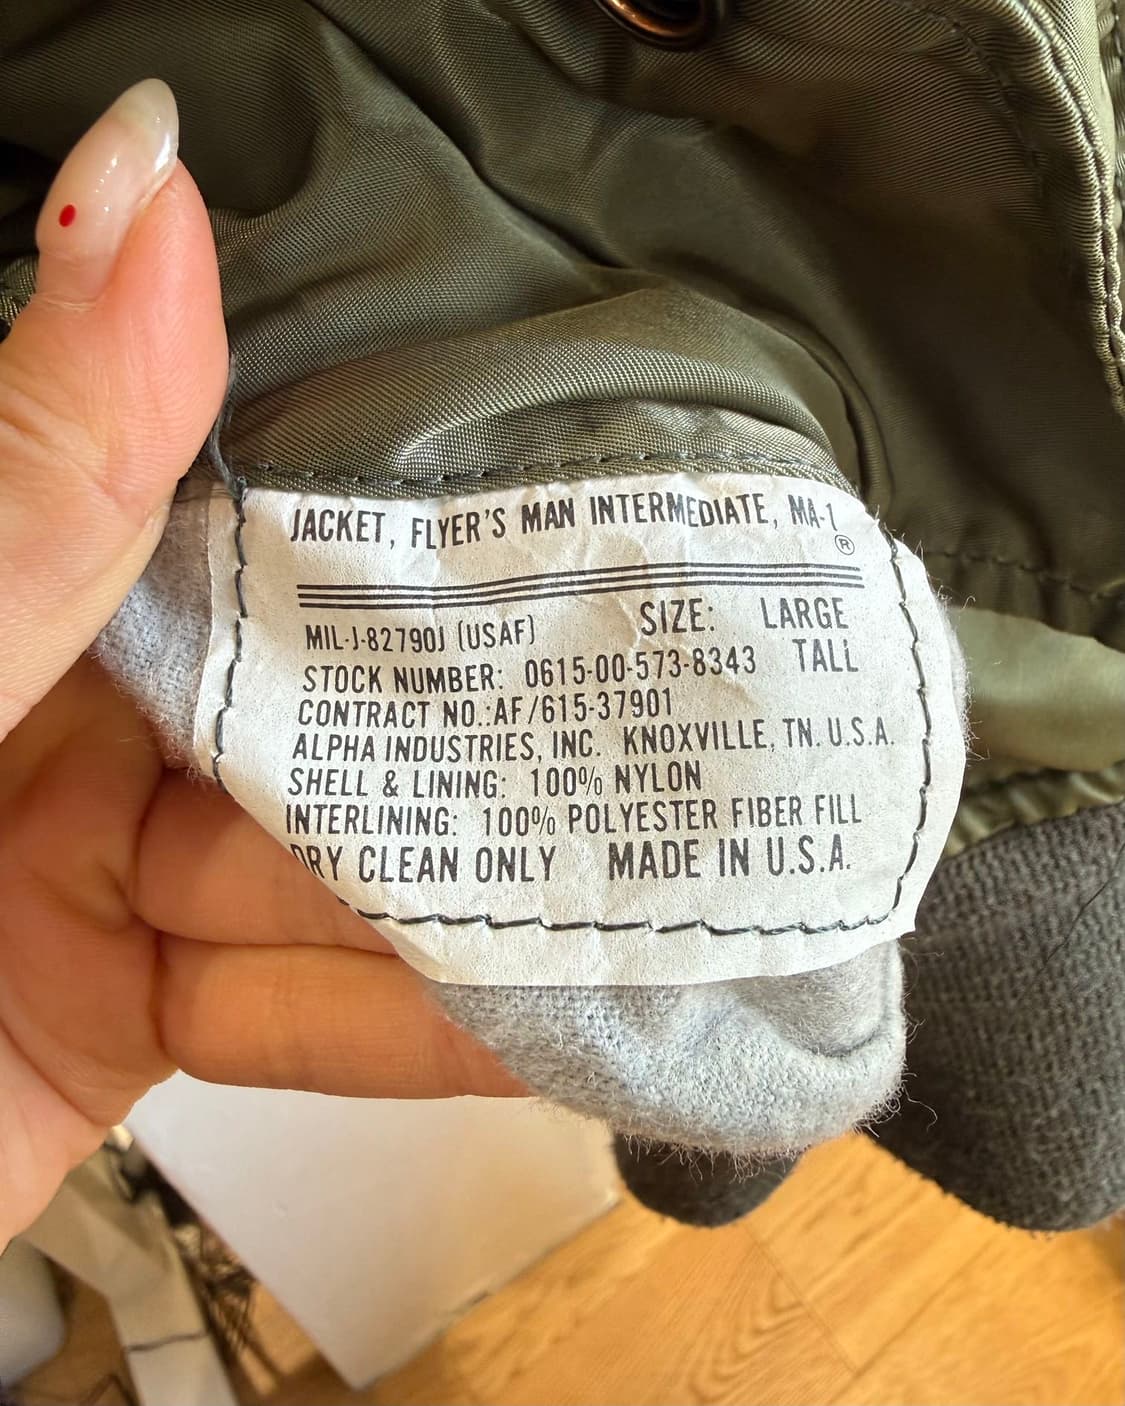 JACKET, FLYER'S MAN INTERMEDIATE, MA-1
®
MIL-J-82790J (USAF) SIZE: LARGE
TALL
STOCK NUMBER: 0615-00-573-8343
CONTRACT NO.:AF/615-37901
ALPHA INDUSTRIES, INC. KNOXVILLE, TN. U.S.A.
SHELL & LINING: 100% NYLON
INTERLINING: 100% POLYESTER FIBER FILL
DRY CLEAN ONLY MADE IN U.S.A.